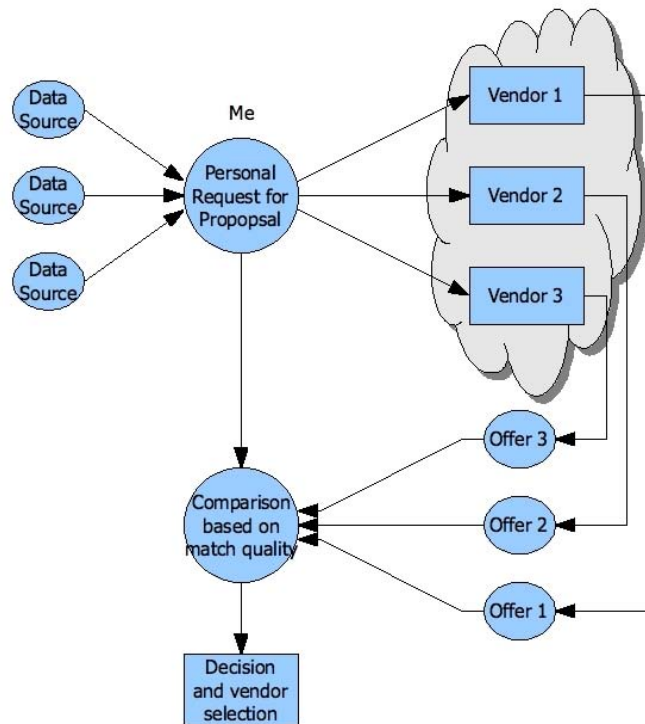 Data
Source
Me
Data
Source
Data
Source
Personal
Request for
Propopsal
Vendor 1
Vendor 2
Vendor 3
Offer 3
Offer 2
Offer 1
Comparison
based on
match quality
Decision
and vendor
selection